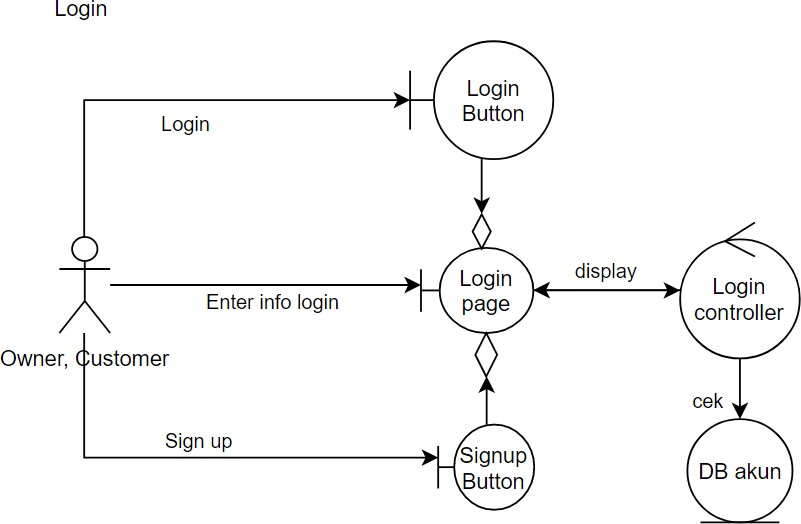 Login
Login
Button
Login
Login
page
display
Login
controller
Enter info login
Owner, Customer
cek
Sign up
Signup
Button
DB akun